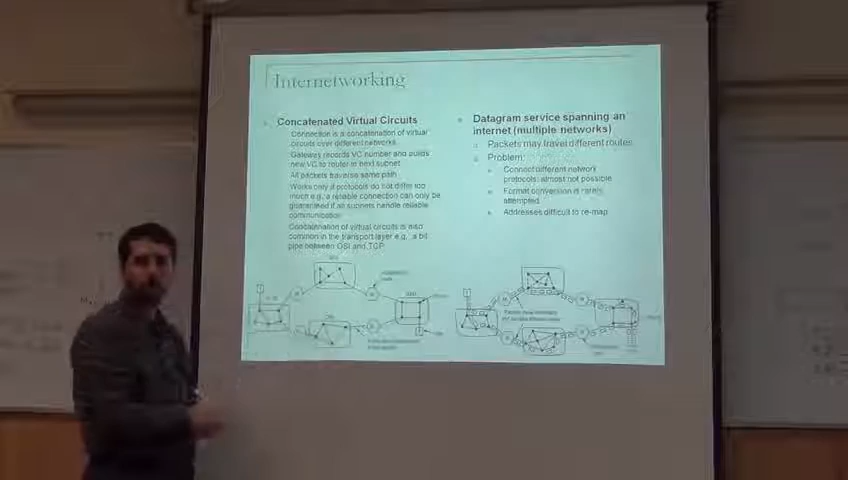 Internetworking
Concatenated Virtual Circuits
Connection is a concatenation of virtual
circuits over different networks
Gateway records VC number and builds
new VC to router in next subnet
All packets traverse same path
Works only if protocols do not differ too
much e.g., a reliable connection can only be
guaranteed if all subnets handle reliable
communication
Concatenation of virtual circuits is also
common in the transport layer e.g., a bit
pipe between OSI and TCP
Datagram service spanning an
internet (multiple networks)
Packets may travel different routes
Problem:
Connect different network
protocols: almost not possible
Format conversion is rarely
attempted
Addresses difficult to re-map